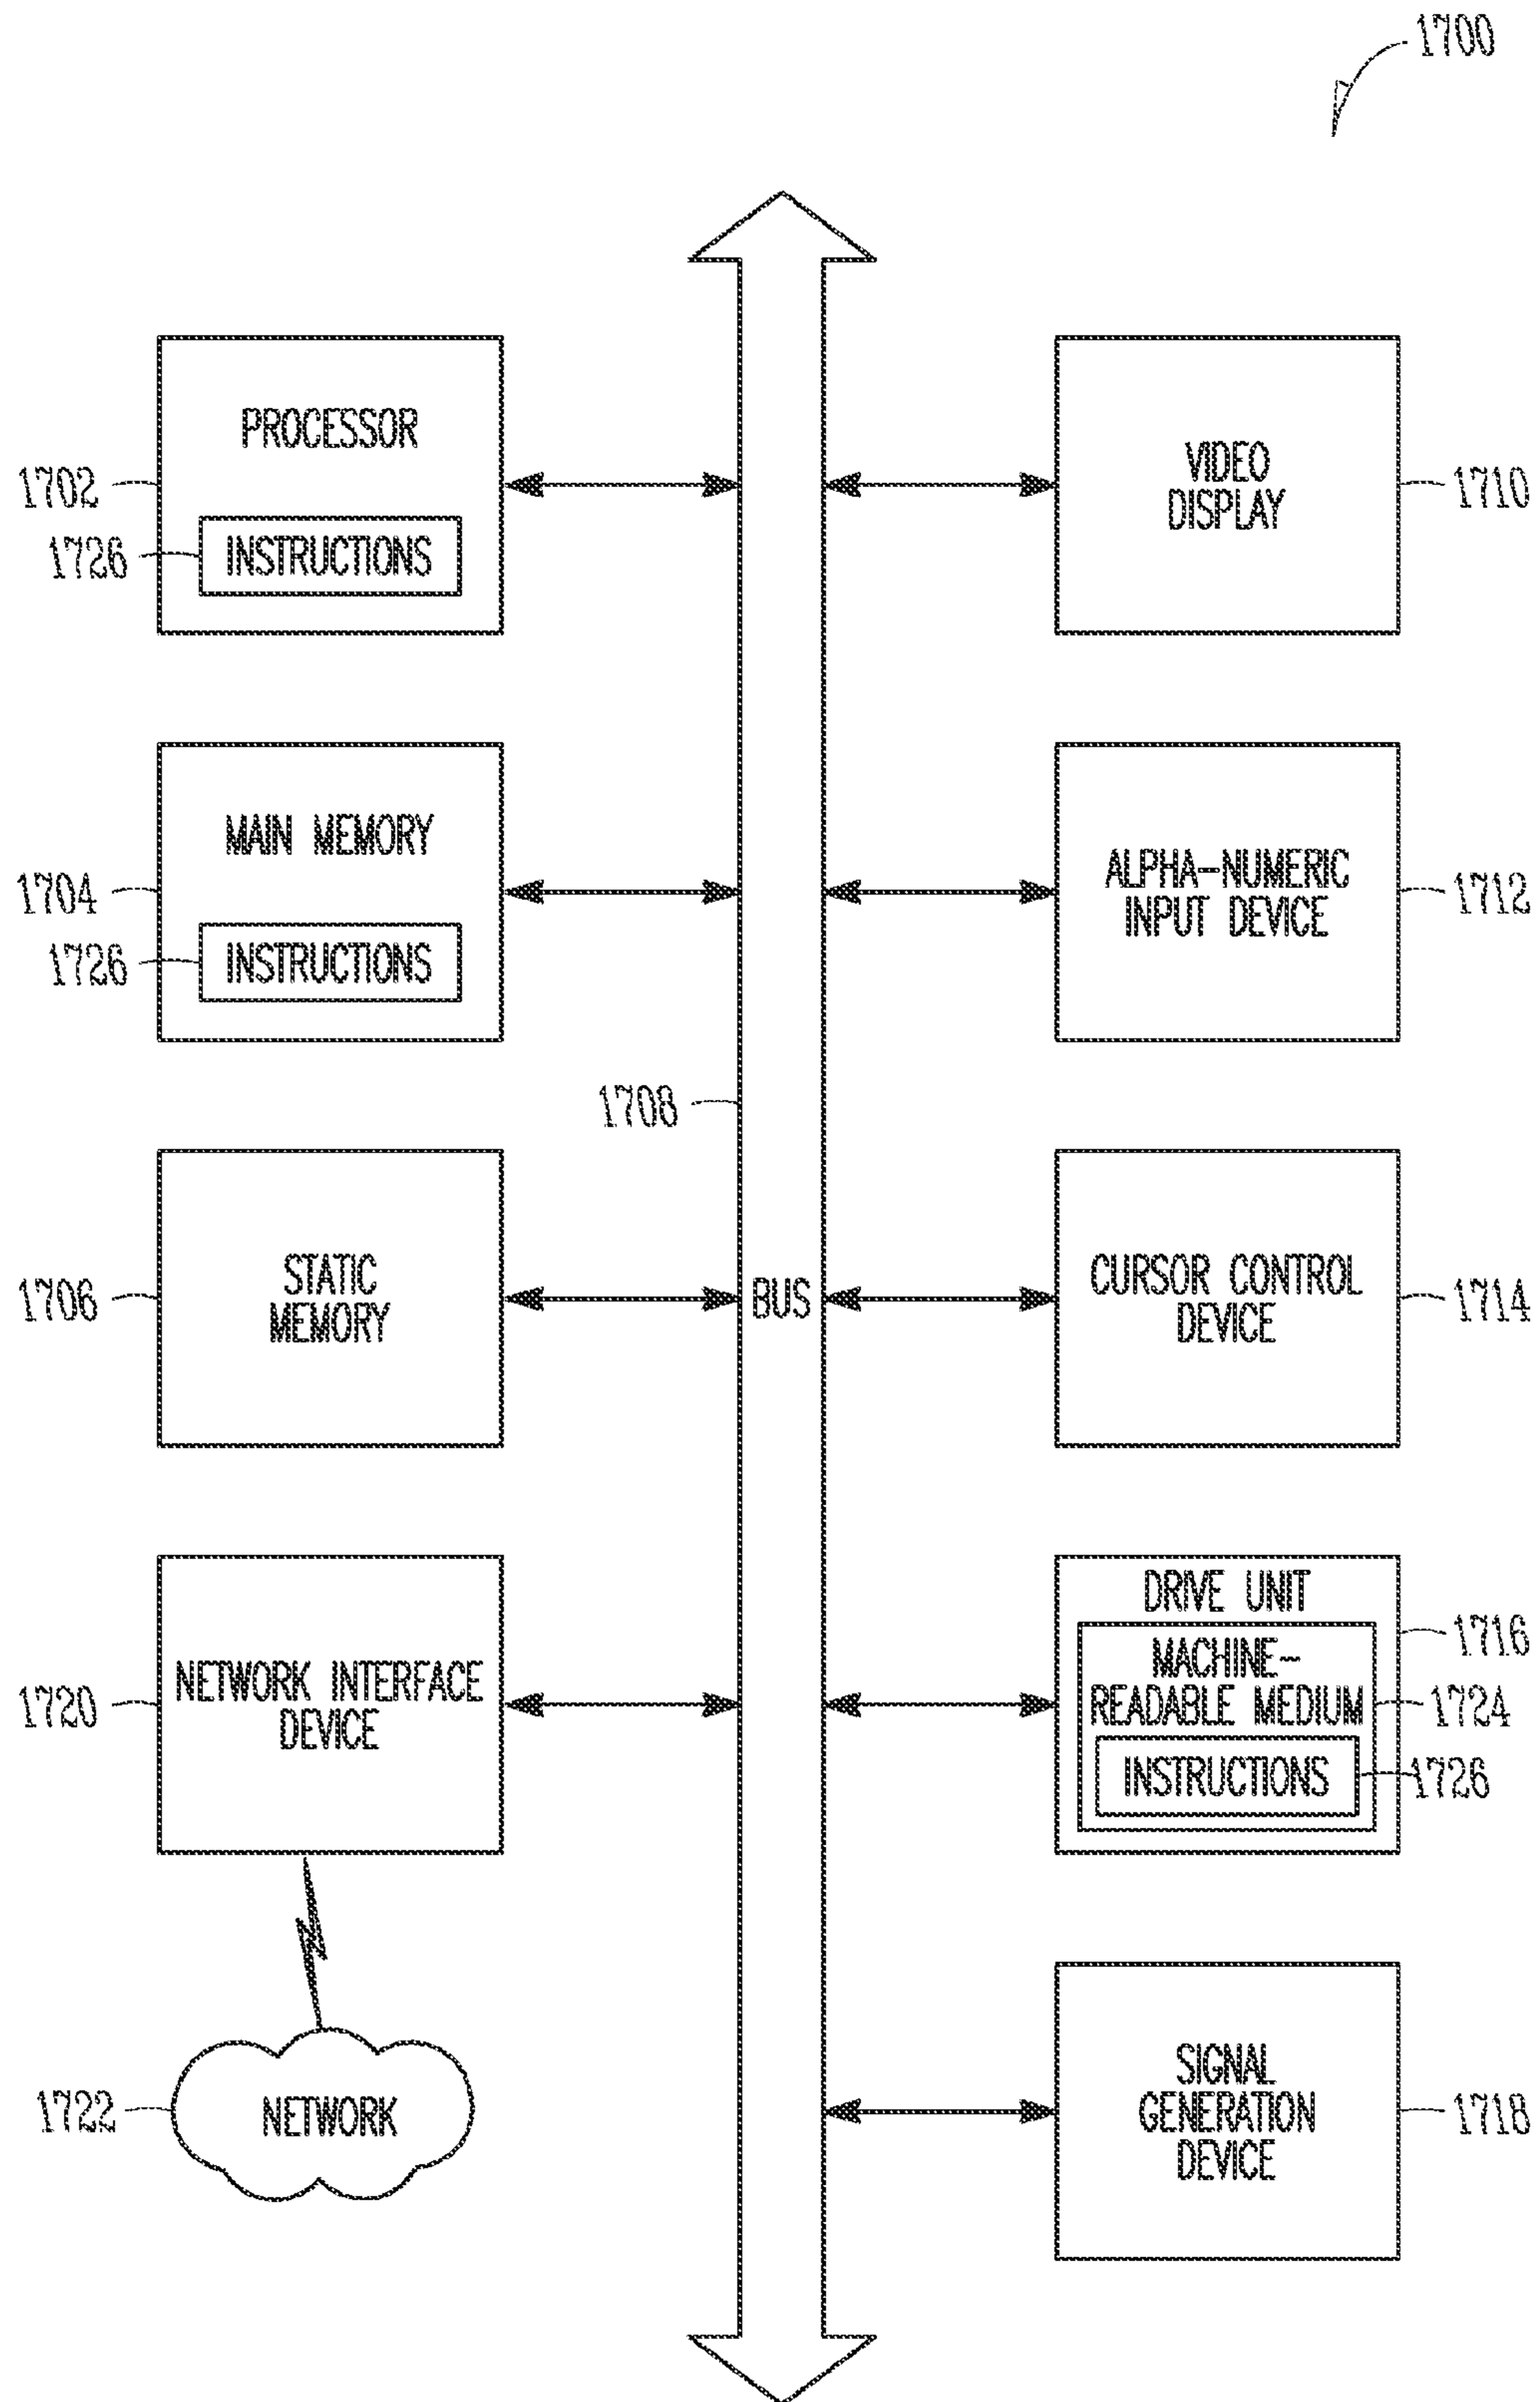 1700
PROCESSOR
1702
1726
INSTRUCTIONS
VIDEO
DISPLAY
1710
MAIN MEMORY
1704
1726
INSTRUCTIONS
ALPHA-NUMERIC
INPUT DEVICE
1712
1708
STATIC
MEMORY
1706
BUS
CURSOR CONTROL
DEVICE
1714
NETWORK INTERFACE
DEVICE
1720
DRIVE UNIT
1716
MACHINE-
READABLE MEDIUM
1724
INSTRUCTIONS
1726
1722
NETWORK
SIGNAL
GENERATION
DEVICE
1718